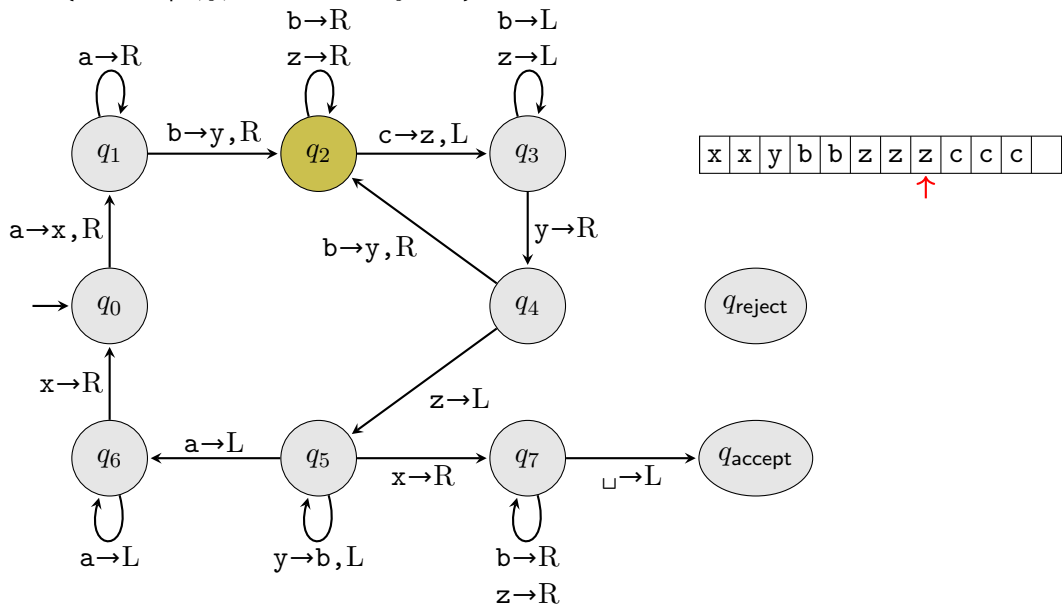 b→R
z→R
b→L
z→L
a→R
q1
b→y,R
q2
c→z,L
q3
x x y b b z z z c c c
↑
a→x,R
b→y,R
y→R
q0
q4
qreject
x→R
z→L
q6
a→L
q5
x→R
q7
␣→L
qaccept
a→L
y→b,L
b→R
z→R